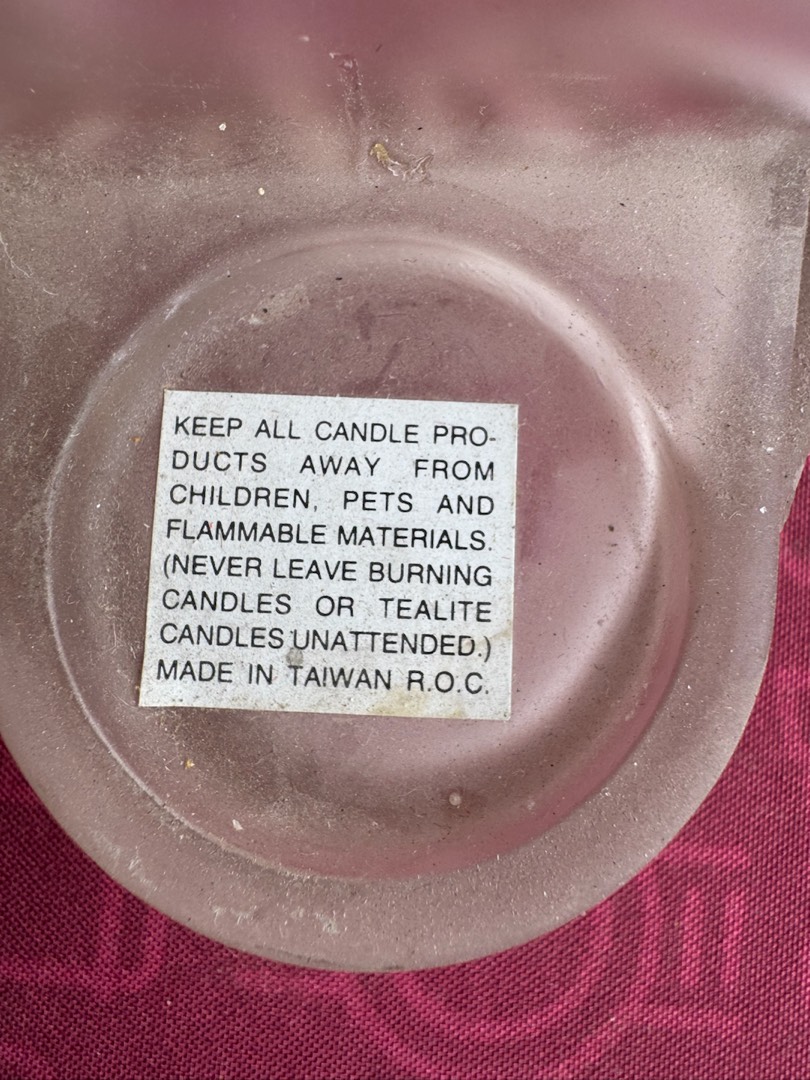 KEEP ALL CANDLE PRO-
DUCTS AWAY FROM
CHILDREN, PETS AND
FLAMMABLE MATERIALS.
(NEVER LEAVE BURNING
CANDLES OR TEALITE
CANDLES UNATTENDED.)
MADE IN TAIWAN R.O.C.